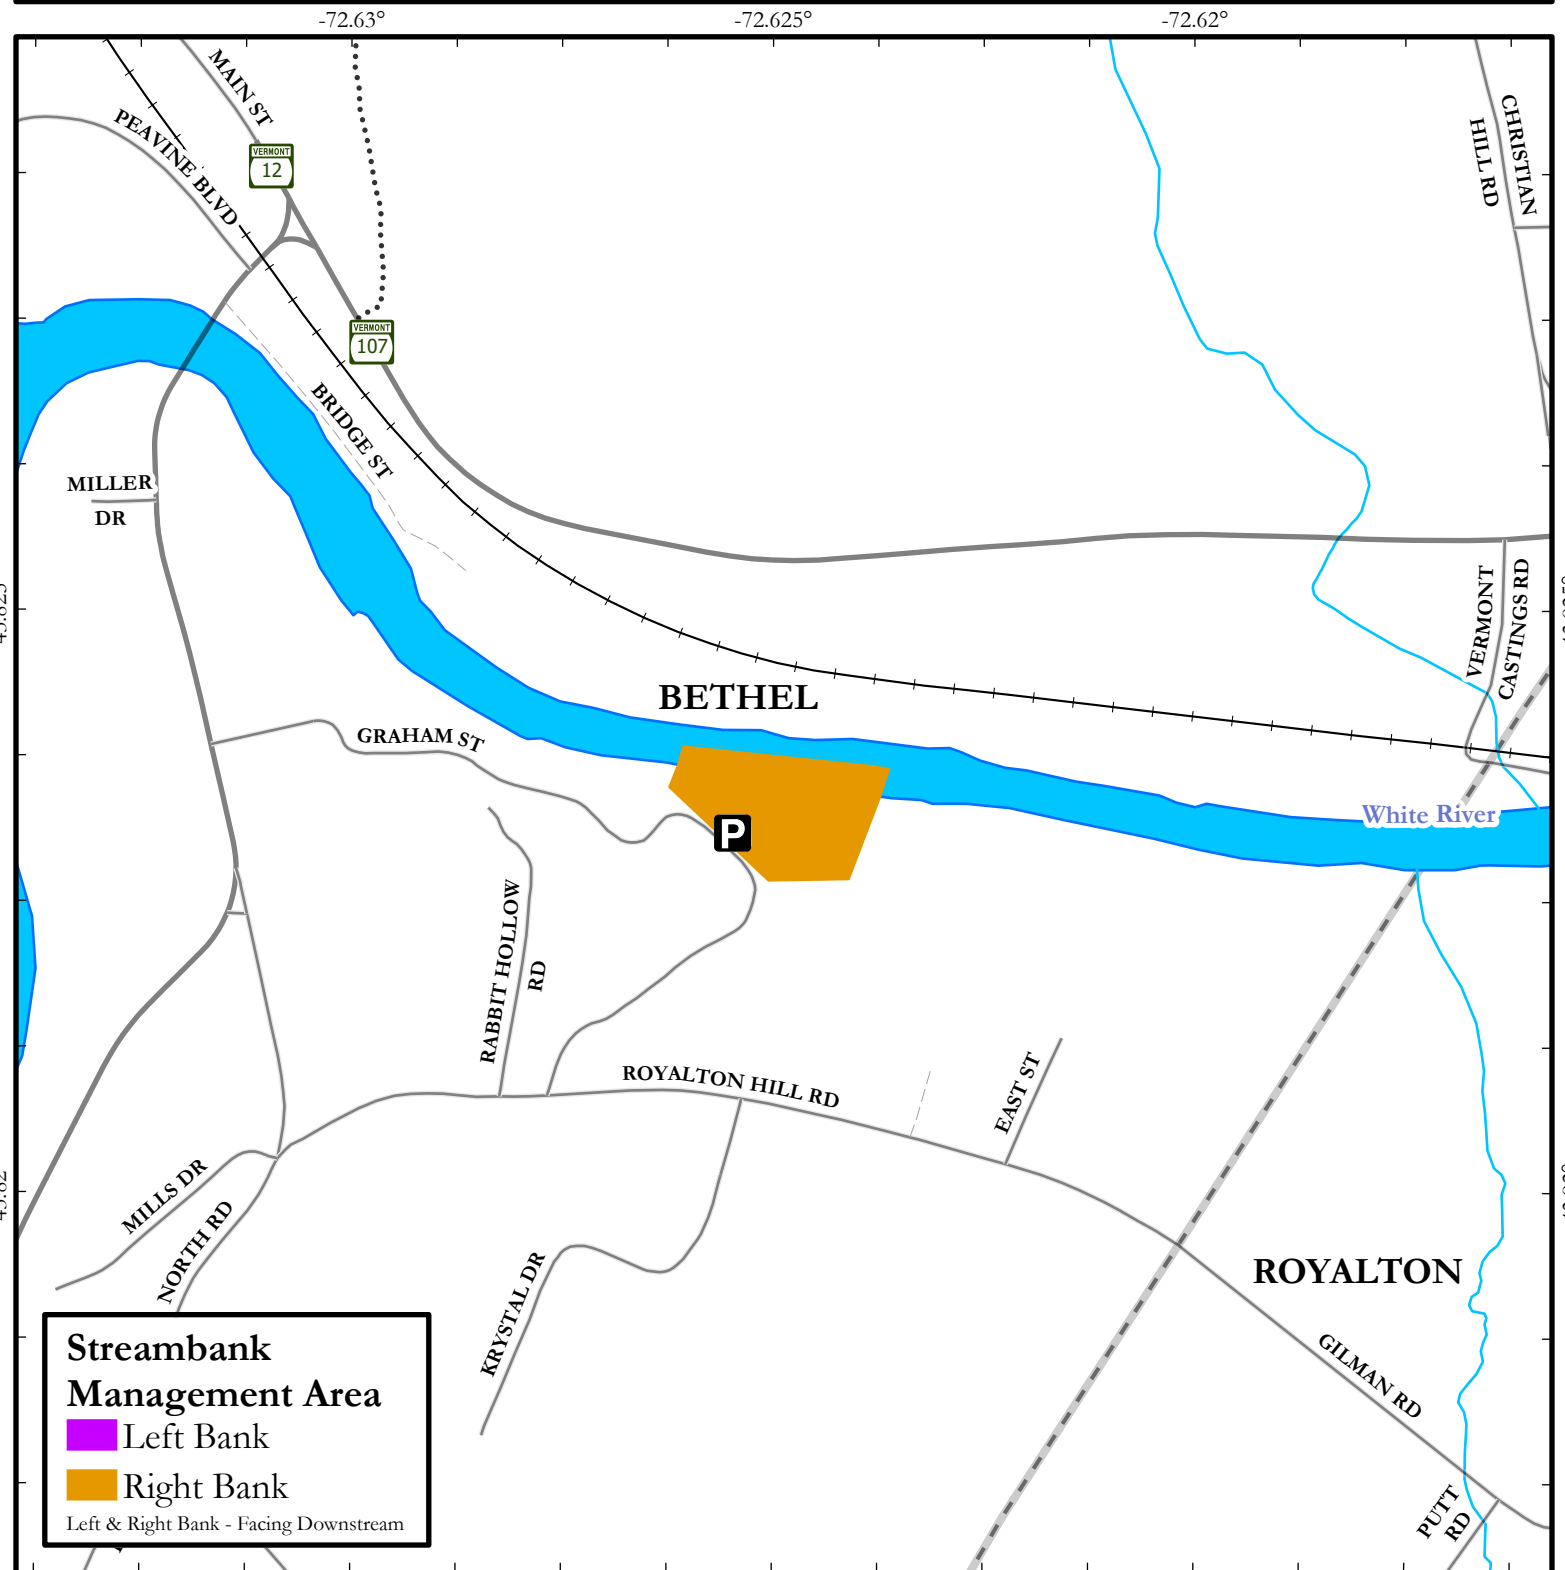 -72.63°
-72.625°
-72.62°
MAIN ST
PEAVINE BLVD
VERMONT
12
CHRISTIAN
HILL RD
VERMONT
107
BRIDGE ST
MILLER
DR
VERMONT
CASTINGS RD
BETHEL
GRAHAM ST
White River
P
RABBIT HOLLOW
RD
ROYALTON HILL RD
EAST ST
MILLS DR
NORTH RD
KRYSTAL DR
ROYALTON
GILMAN RD
PUTT
RD
Streambank
Management Area
Left Bank
Right Bank
Left & Right Bank - Facing Downstream